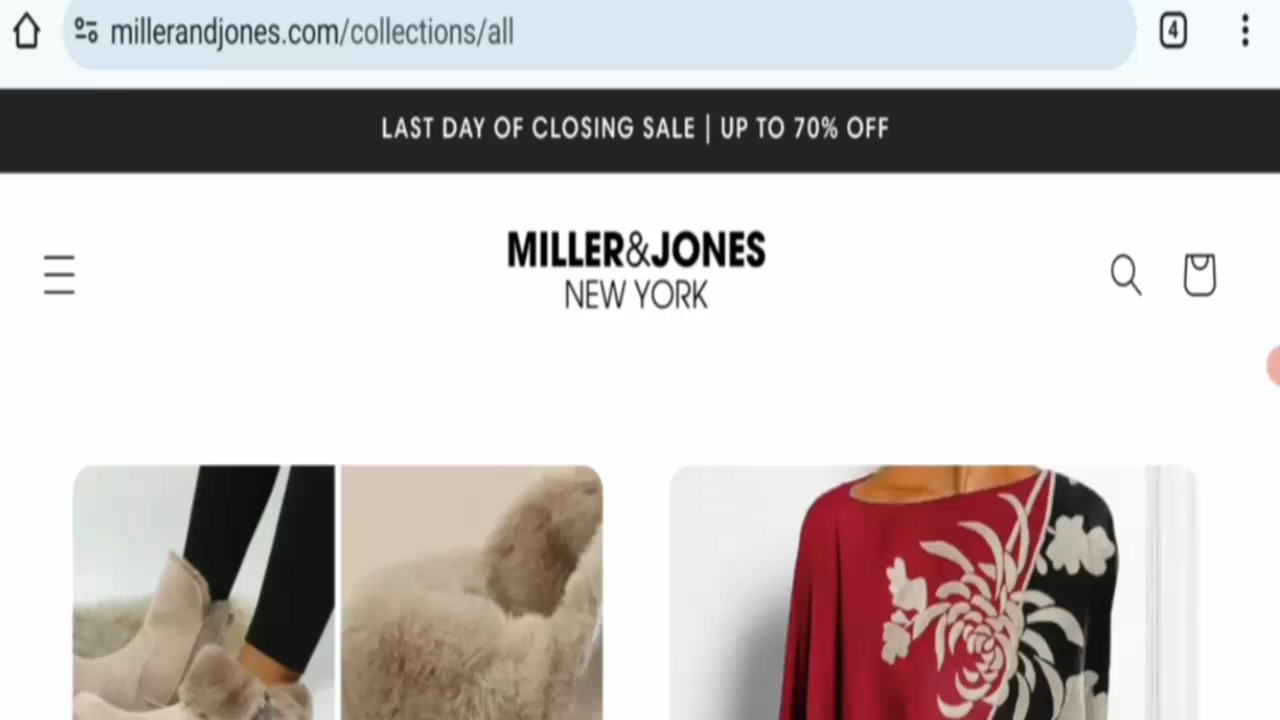 millerandjones.com/collections/all
4
LAST DAY OF CLOSING SALE | UP TO 70% OFF
MILLER&JONES
NEW YORK